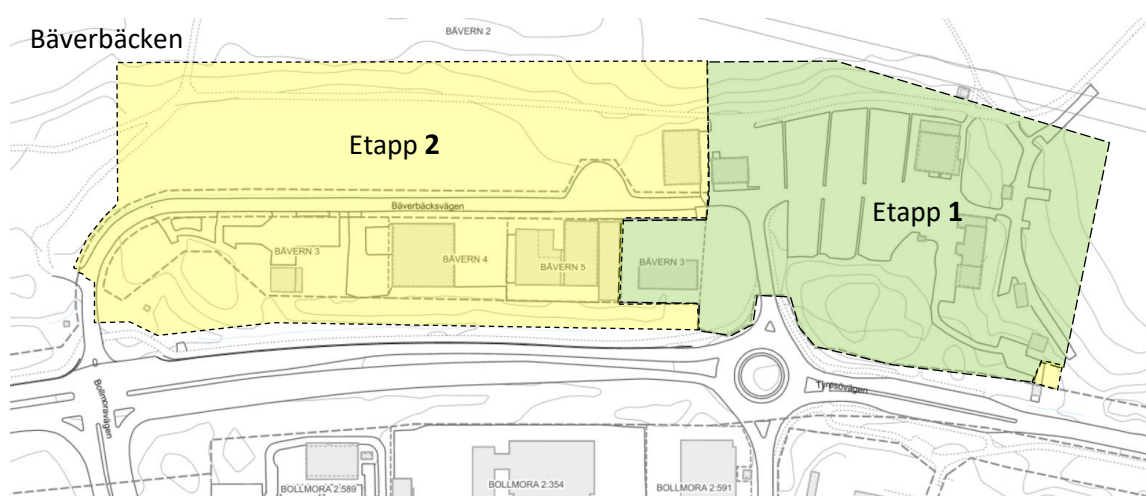 Bäverbäcken
BÄVERN 2
Etapp 2
Bäverbäcksvägen
Etapp 1
BÄVERN 3
BÄVERN 4
BÄVERN 5
BÄVERN 3
Bollmoravägen
Tyresövägen
BOLLMORA 2:589
BOLLMORA 2:354
BOLLMORA 2:591